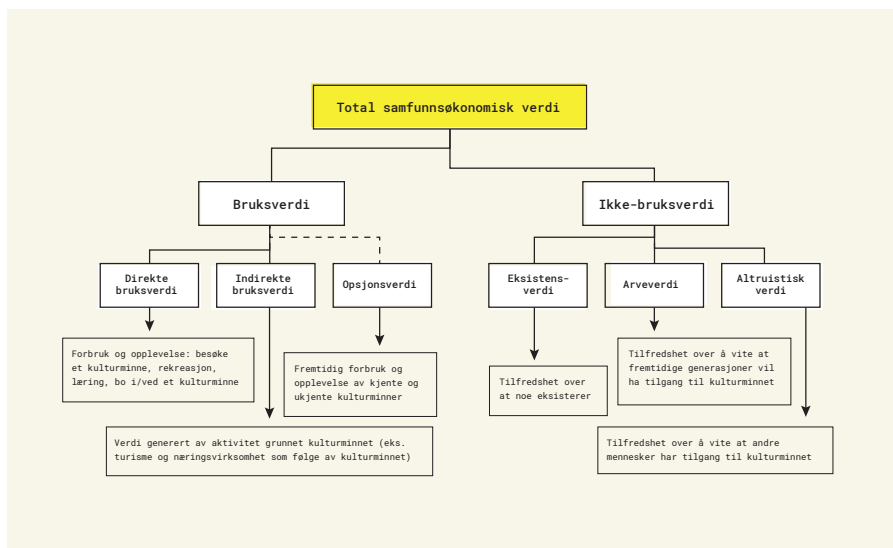 Total samfunnsøkonomisk verdi
Bruksverdi
Ikke-bruksverdi
Direkte
bruksverdi
Indirekte
bruksverdi
Opsjonsverdi
Eksistens-
verdi
Arveverdi
Altruistisk
verdi
Forbruk og opplevelse: besøke
et kulturminne, rekreasjon,
læring, bo i/ved et kulturminne
Fremtidig forbruk og
opplevelse av kjente og
ukjente kulturminner
Tilfredshet over
at noe eksisterer
Tilfredshet over å vite at
fremtidige generasjoner vil
ha tilgang til kulturminnet
Verdi generert av aktivitet grunnet kulturminnet (eks.
turisme og næringsvirksomhet som følge av kulturminnet)
Tilfredshet over å vite at andre
mennesker har tilgang til kulturminnet